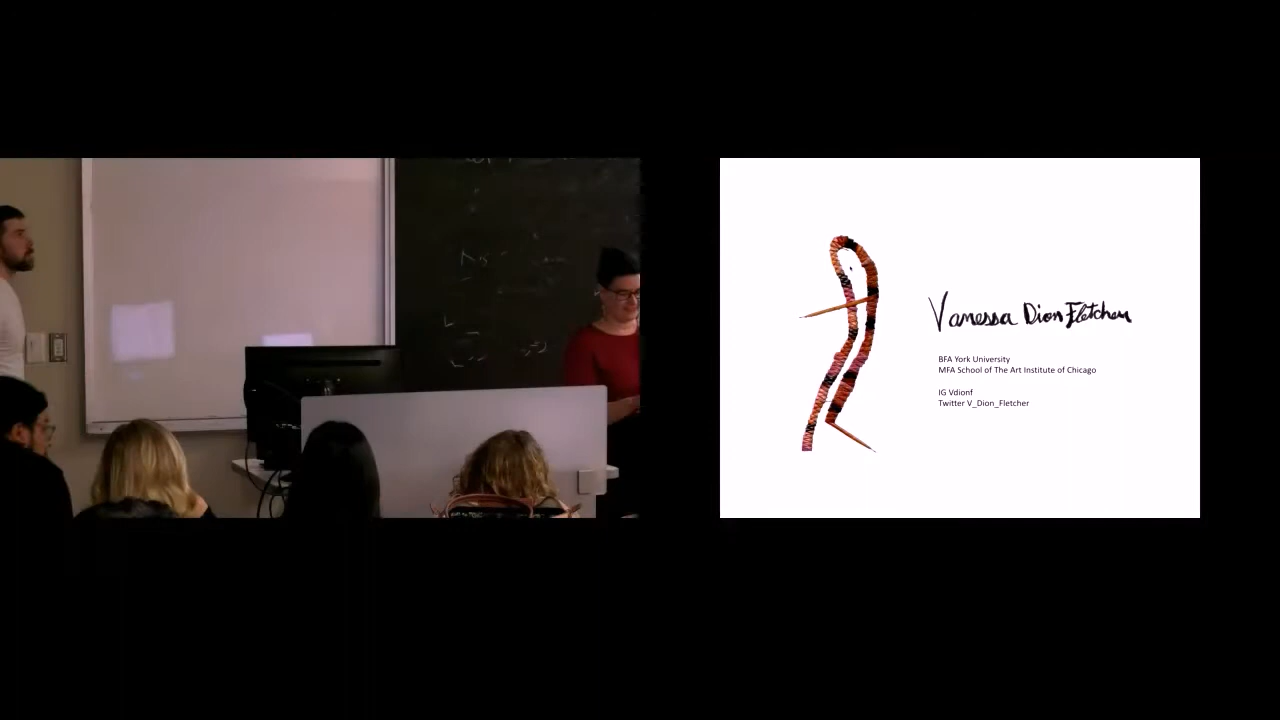 Vanessa Dion Fletcher
BFA York University
MFA School of The Art Institute of Chicago
IG Vdionf
Twitter V_Dion_Fletcher